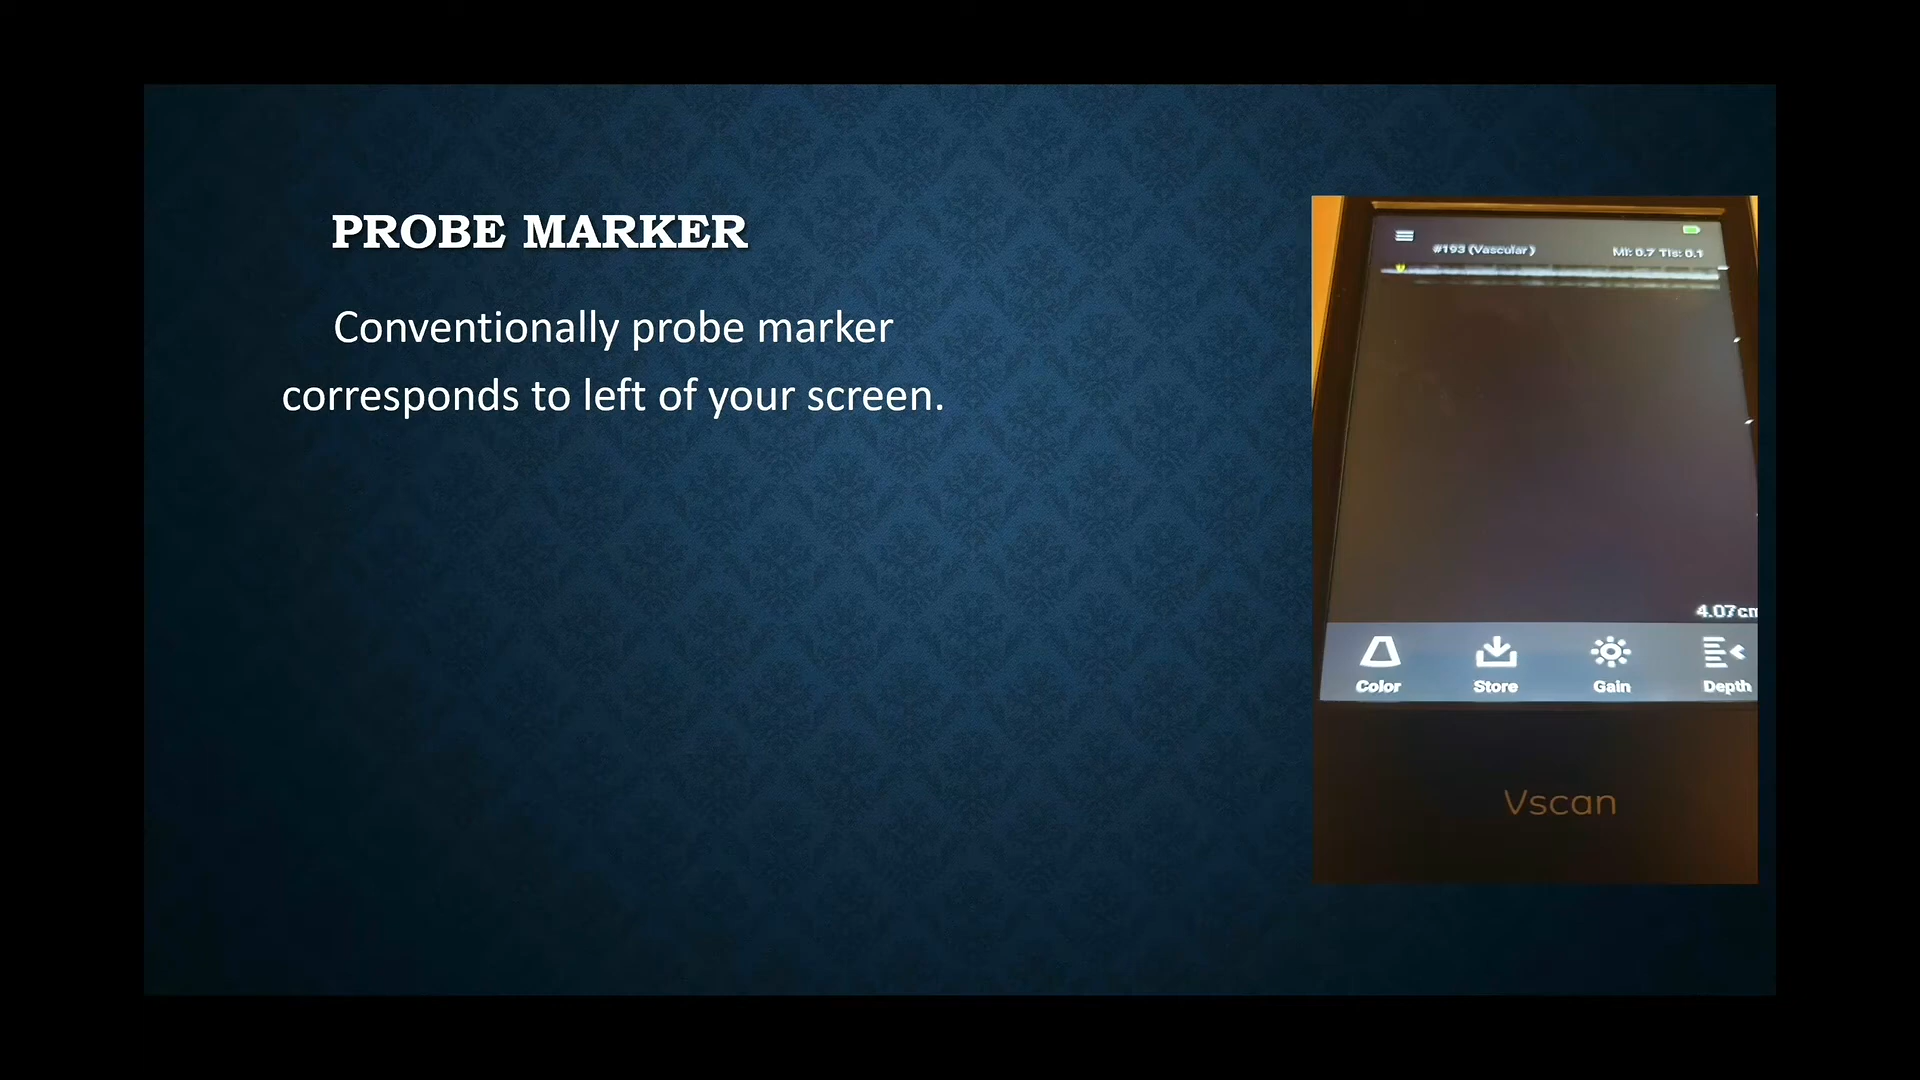 PROBE MARKER
Conventionally probe marker
corresponds to left of your screen.
#193 (Vascular)
MI: 0.7 TIs: 0.1
4.07cm
Color
Store
Gain
Depth
Vscan